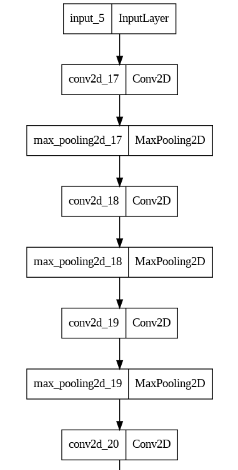 input_5 InputLayer
conv2d_17 Conv2D
max_pooling2d_17 MaxPooling2D
conv2d_18 Conv2D
max_pooling2d_18 MaxPooling2D
conv2d_19 Conv2D
max_pooling2d_19 MaxPooling2D
conv2d_20 Conv2D